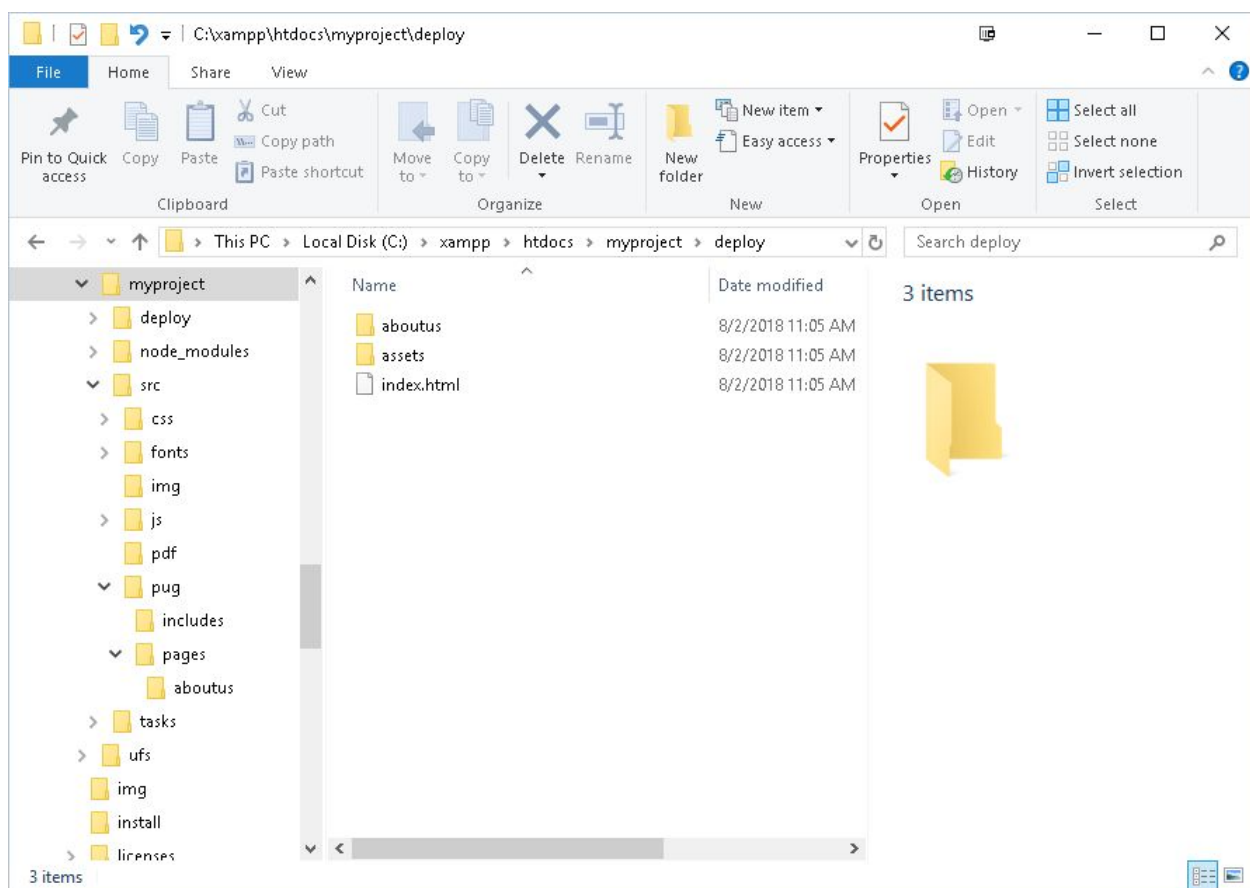 C:\xampp\htdocs\myproject\deploy
File Home Share View
Pin to Quick access
Copy
Paste
Cut
Copy path
Paste shortcut
Clipboard
Move to
Copy to
Delete
Rename
Organize
New folder
New item
Easy access
New
Properties
Open
Edit
History
Open
Select all
Select none
Invert selection
Select
This PC > Local Disk (C:) > xampp > htdocs > myproject > deploy
Search deploy
myproject
deploy
node_modules
src
css
fonts
img
js
pdf
pug
includes
pages
aboutus
tasks
ufs
img
install
licenses
Name Date modified
aboutus 8/2/2018 11:05 AM
assets 8/2/2018 11:05 AM
index.html 8/2/2018 11:05 AM
3 items
3 items